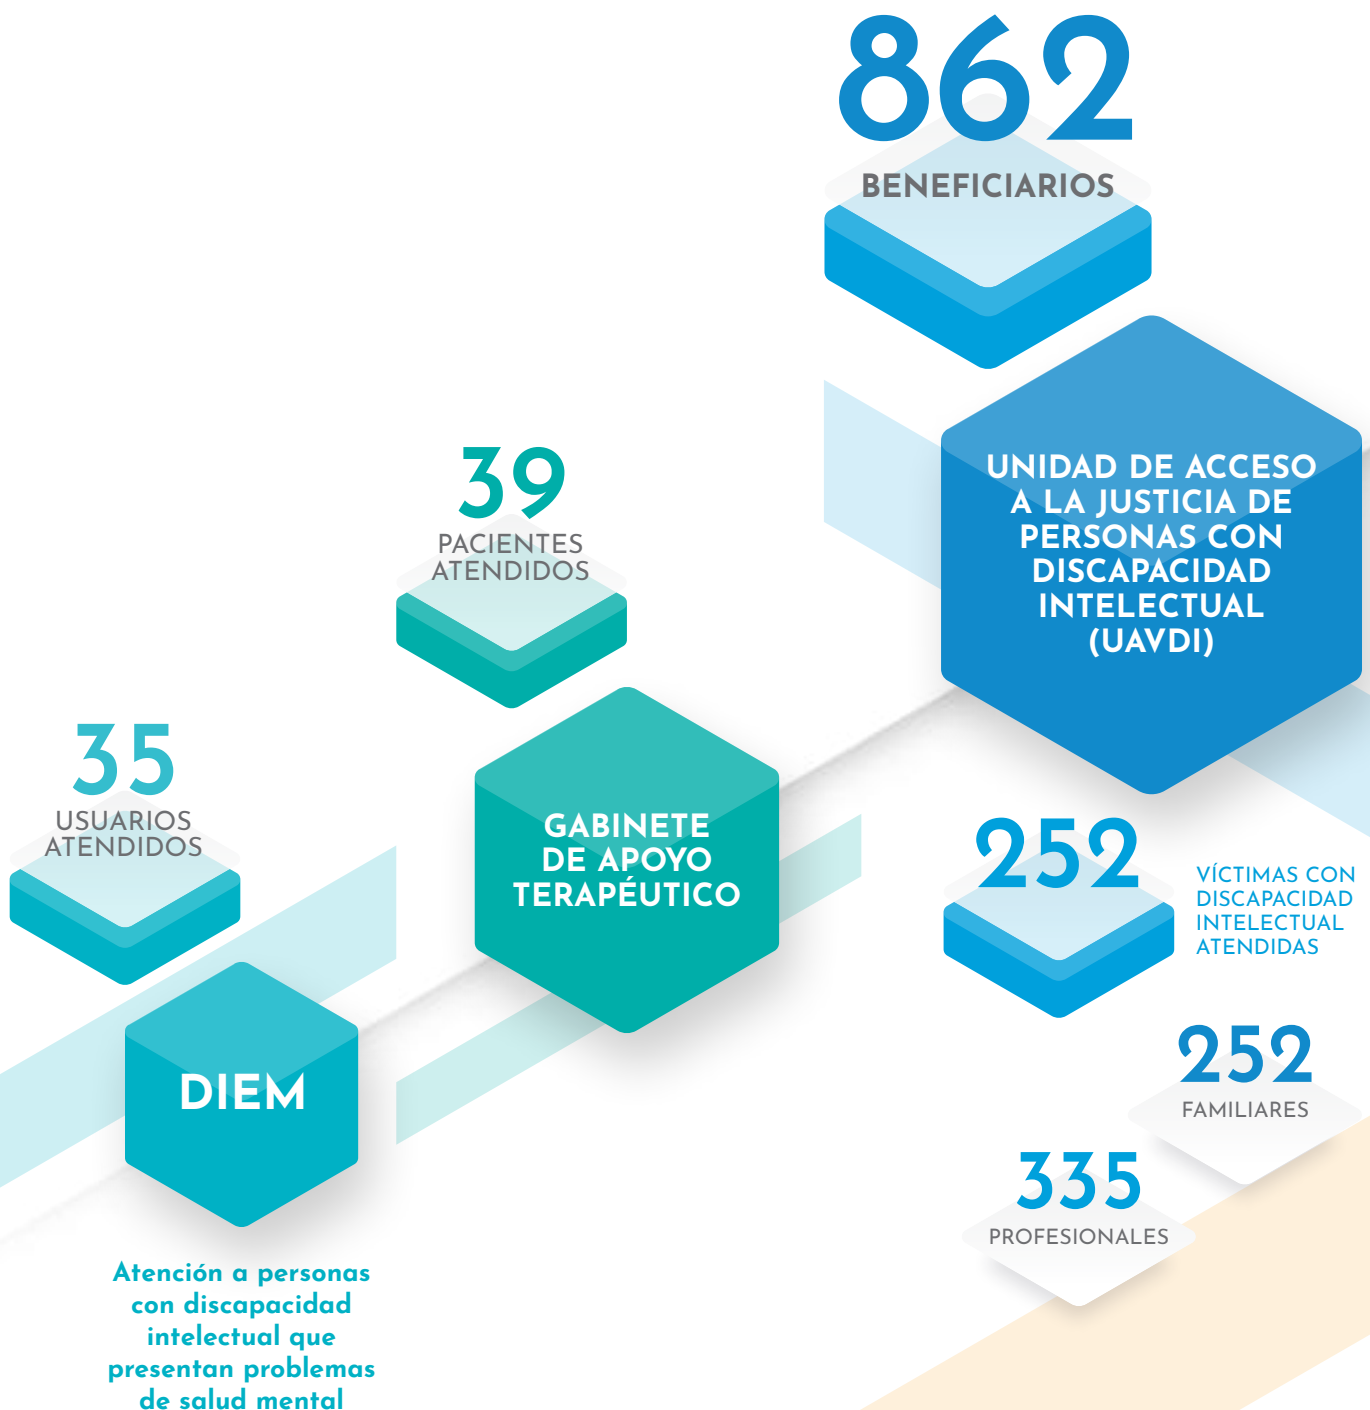 862
BENEFICIARIOS
UNIDAD DE ACCESO
A LA JUSTICIA DE
PERSONAS CON
DISCAPACIDAD
INTELECTUAL
(UAVDI)
39
PACIENTES
ATENDIDOS
GABINETE
DE APOYO
TERAPÉUTICO
35
USUARIOS
ATENDIDOS
DIEM
Atención a personas
con discapacidad
intelectual que
presentan problemas
de salud mental
252
VÍCTIMAS CON
DISCAPACIDAD
INTELECTUAL
ATENDIDAS
252
FAMILIARES
335
PROFESIONALES